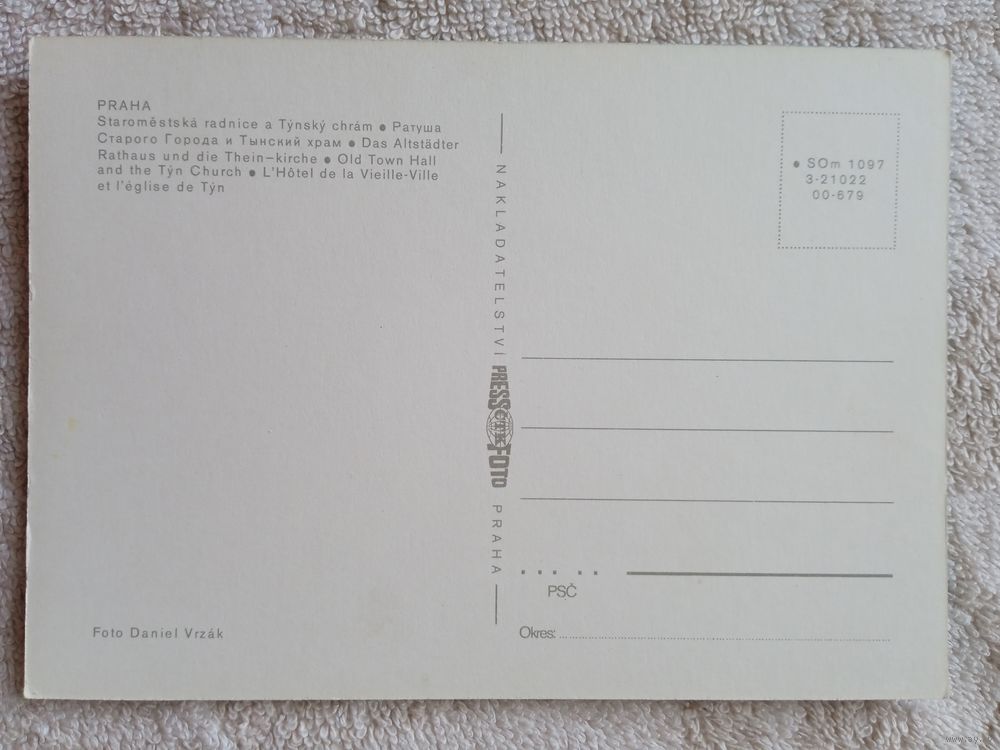 PRAHA
Staroměstská radnice a Týnský chrám ● Ратуша
Старого Города и Тынский храм ● Das Altstädter
Rathaus und die Thein-kirche ● Old Town Hall
and the Týn Church ● L'Hôtel de la Vieille-Ville
et l'église de Týn
Foto Daniel Vrzák
NAKLADATELSTVÍ
PRESSFOTO
PRAHA
● SOm 1097
3-21022
00-679
PSČ
Okres: